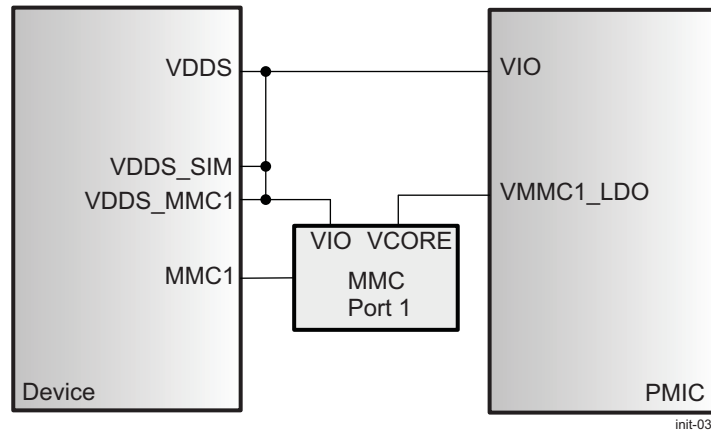 VDDS
VIO
VDDS_SIM
VDDS_MMC1
VMMC1_LDO
VIO VCORE
MMC1
MMC
Port 1
Device
PMIC
init-03